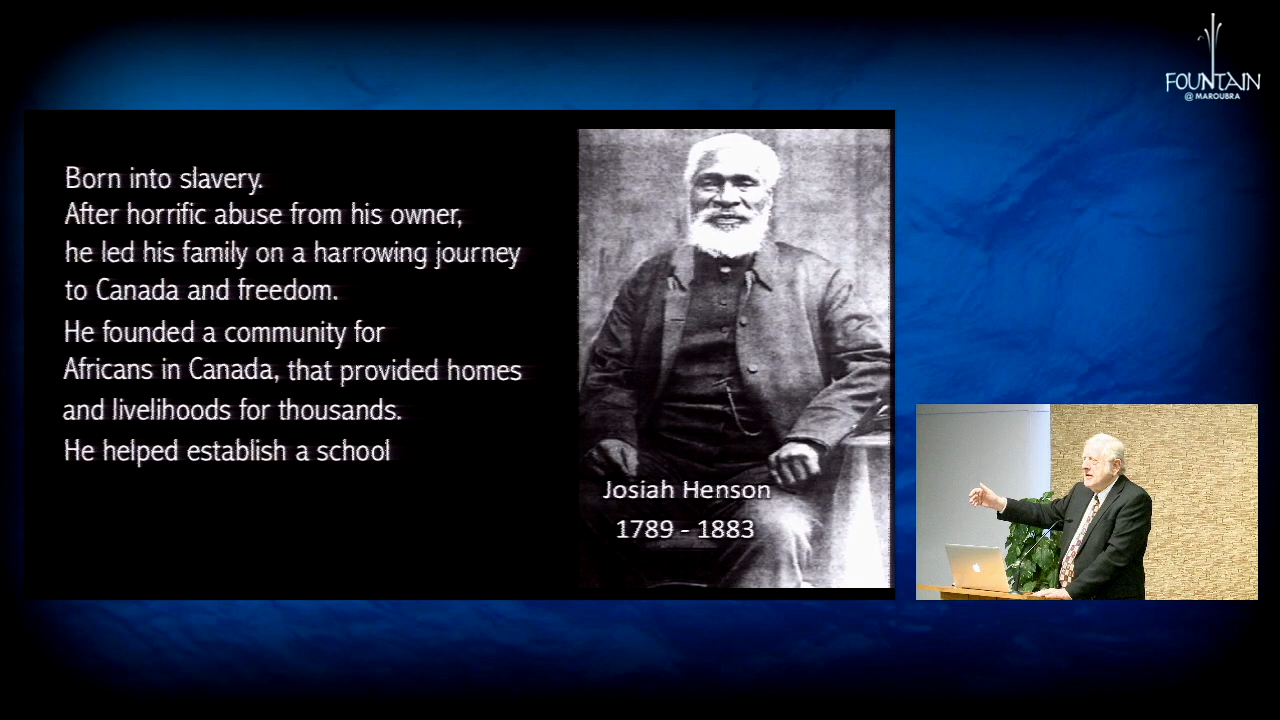 FOUNTAIN
@ MAROUBRA
Born into slavery.
After horrific abuse from his owner,
he led his family on a harrowing journey
to Canada and freedom.
He founded a community for
Africans in Canada, that provided homes
and livelihoods for thousands.
He helped establish a school
Josiah Henson
1789 - 1883